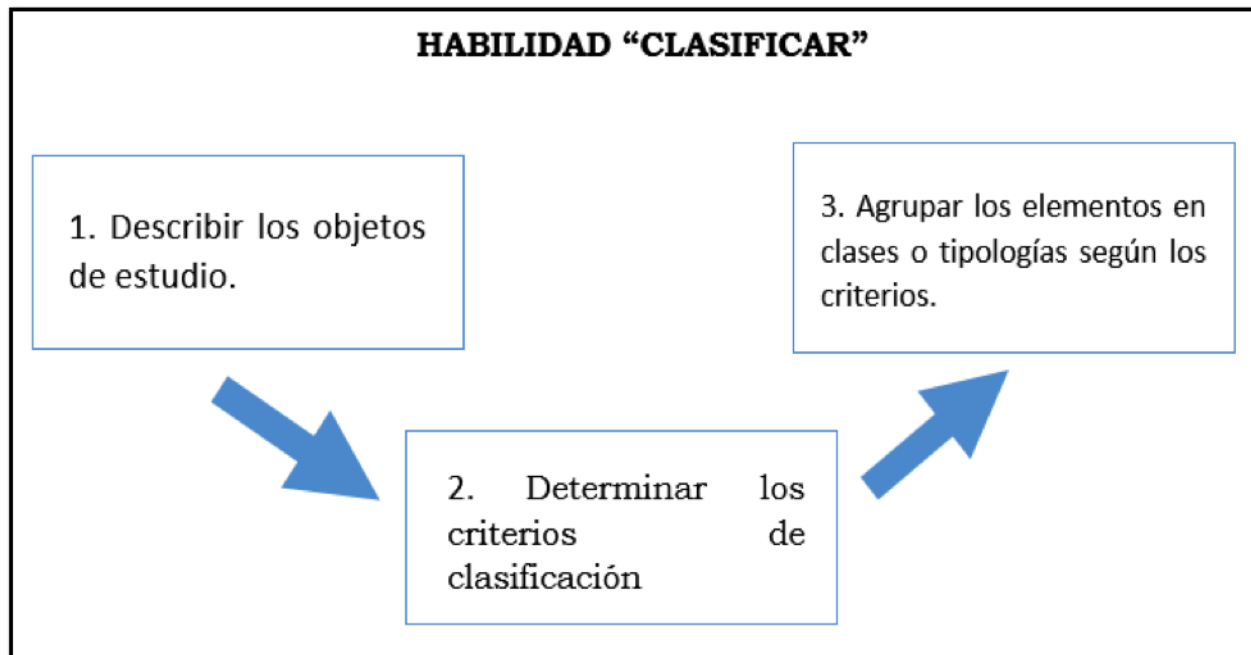 HABILIDAD “CLASIFICAR”
1. Describir los objetos
de estudio.
2. Determinar los
criterios de
clasificación
3. Agrupar los elementos en
clases o tipologías según los
criterios.